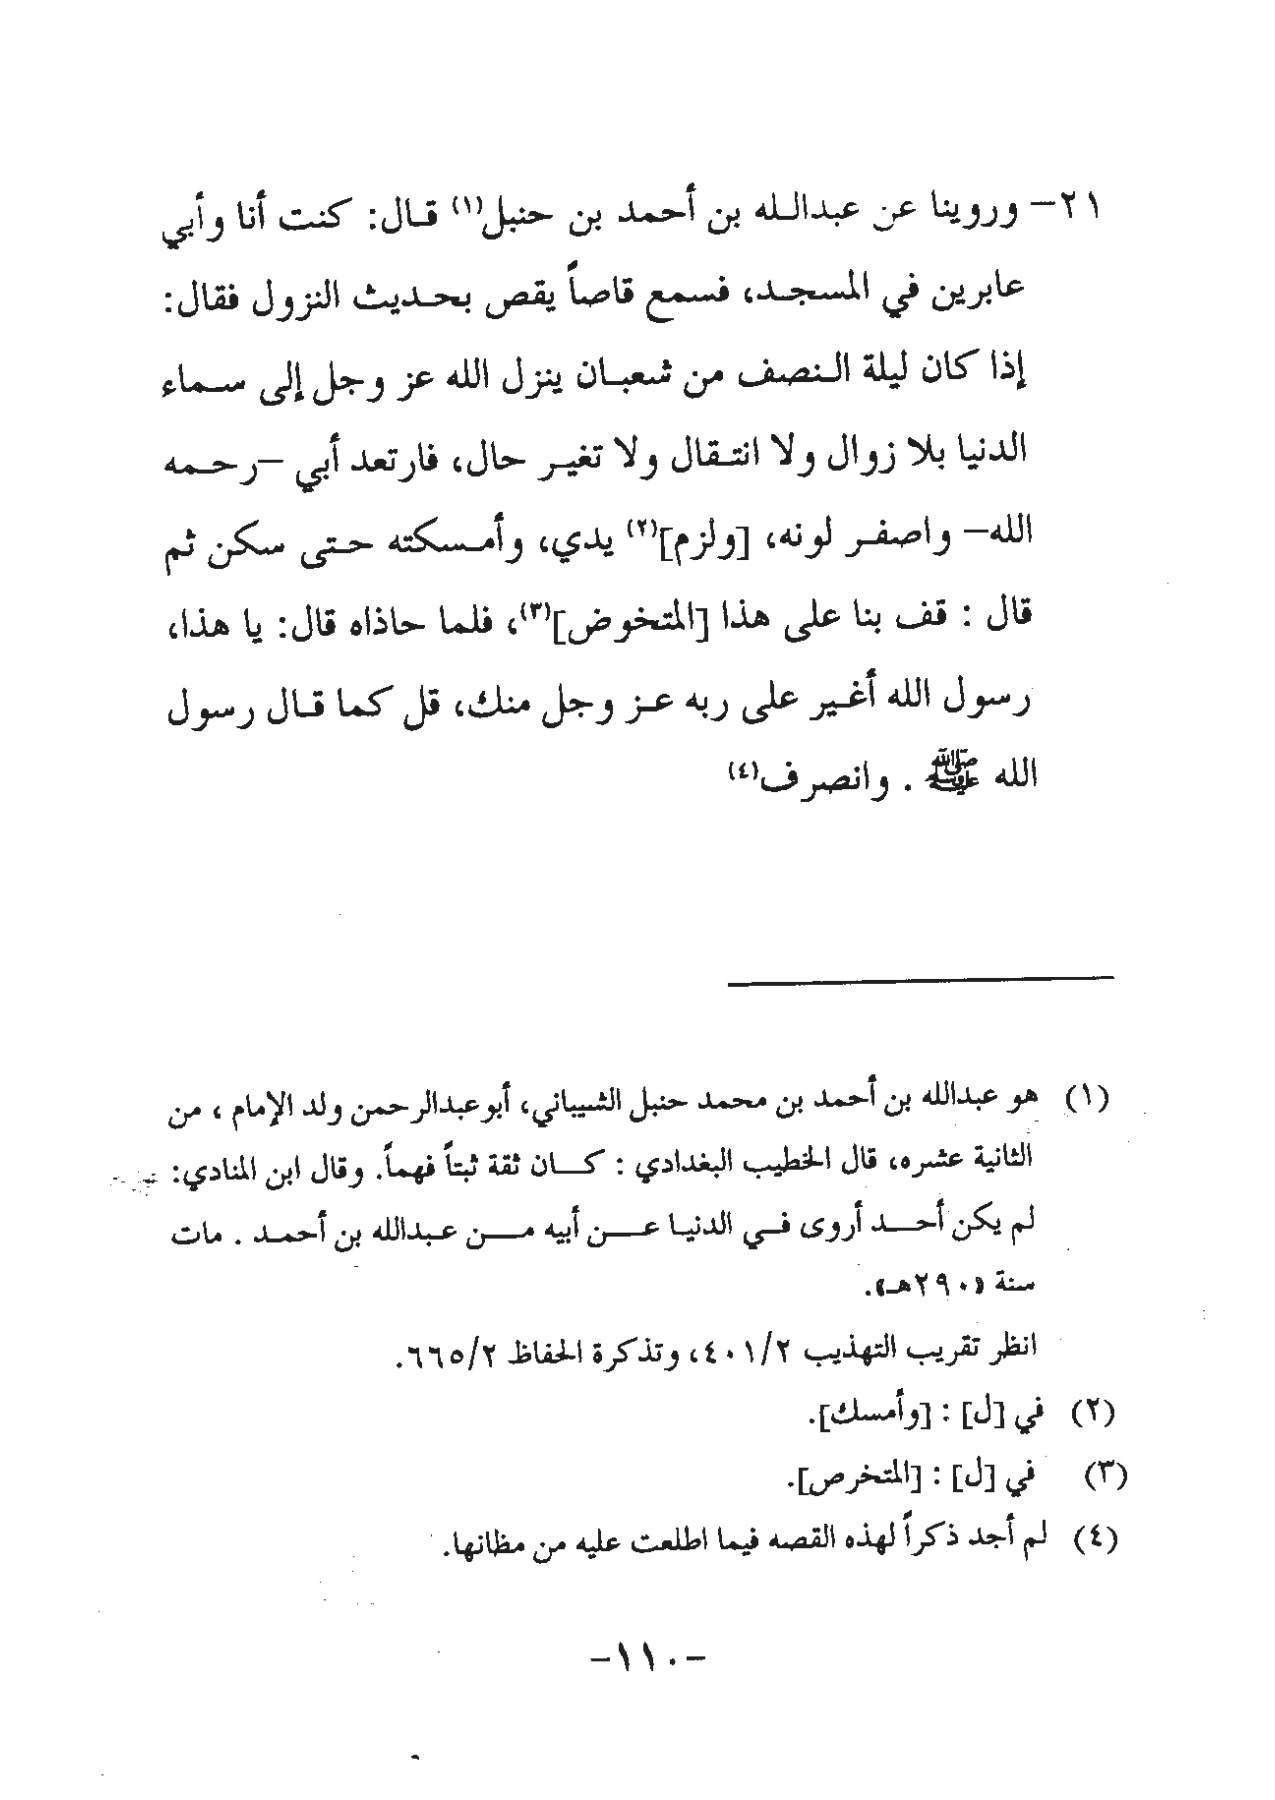 ٢١- وروينا عن عبدالله بن أحمد بن حنبل(١) قال: كنت أنا وأبي
عابرين في المسجد، فسمع قاصاً يقص بحديث النزول فقال:
إذا كان ليلة النصف من شعبان ينزل الله عز وجل إلى سماء
الدنيا بلا زوال ولا انتقال ولا تغير حال، فارتعد أبي -رحمه
الله- واصفر لونه، [ولزم](٢) يدي، وأمسكته حتى سكن ثم
قال : قف بنا على هذا [المتخوض](٣)، فلما حاذاه قال: يا هذا،
رسول الله أغير على ربه عز وجل منك، قل كما قال رسول
الله ﷺ . وانصرف(٤)
(١) هو عبدالله بن أحمد بن محمد حنبل الشيباني، أبوعبدالرحمن ولد الإمام ، من
الثانية عشره، قال الخطيب البغدادي : كان ثقة ثبتاً فهماً. وقال ابن المنادي:
لم يكن أحد أروى في الدنيا عن أبيه من عبدالله بن أحمد . مات
سنة (٢٩٠هـ).
انظر تقريب التهذيب ٤٠١/٢، وتذكرة الحفاظ ٦٦٥/٢.
(٢) في [ل] : [وأمسك].
(٣) في [ل] : [المتخرص].
(٤) لم أجد ذكراً لهذه القصه فيما اطلعت عليه من مظانها.
-١١٠-